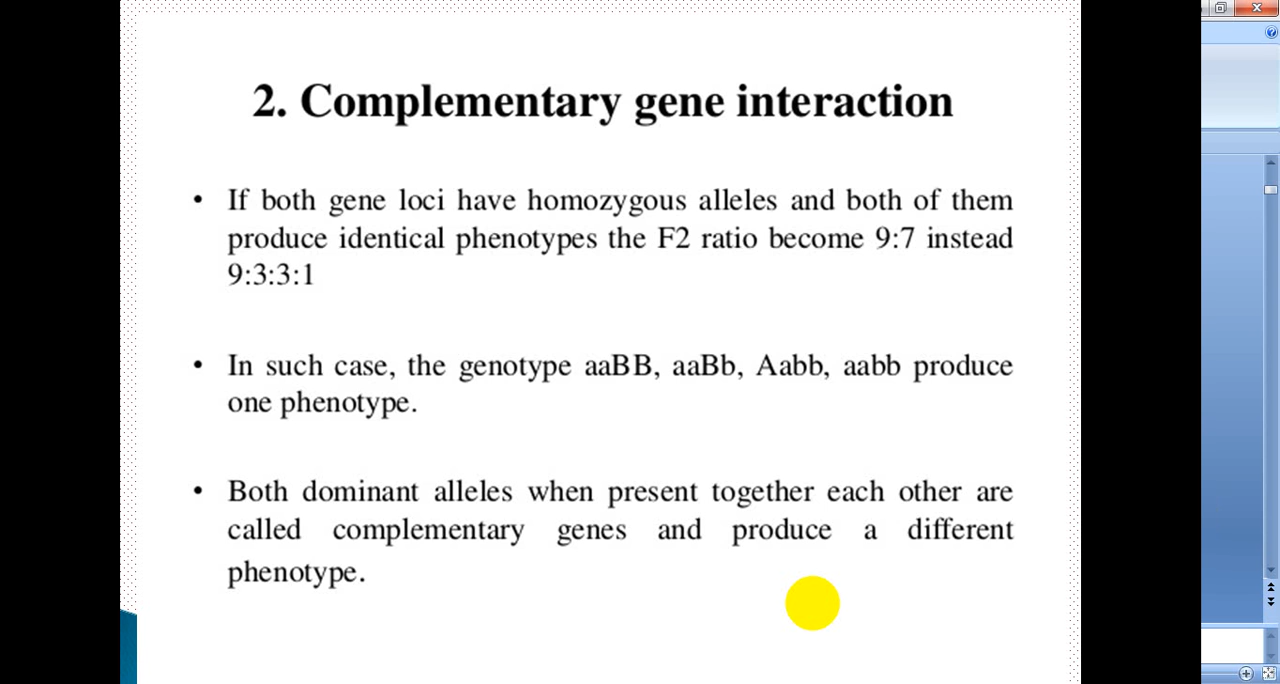 2. Complementary gene interaction
• If both gene loci have homozygous alleles and both of them
produce identical phenotypes the F2 ratio become 9:7 instead
9:3:3:1
• In such case, the genotype aaBB, aaBb, Aabb, aabb produce
one phenotype.
• Both dominant alleles when present together each other are
called complementary genes and produce a different
phenotype.